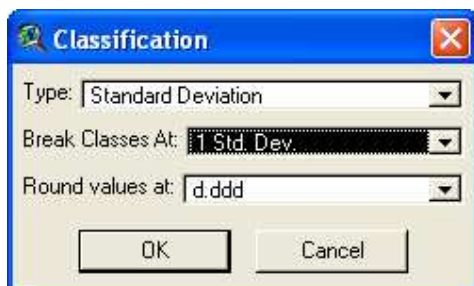 Classification
Type: Standard Deviation
Break Classes At: 1 Std. Dev.
Round values at: d.ddd
OK Cancel